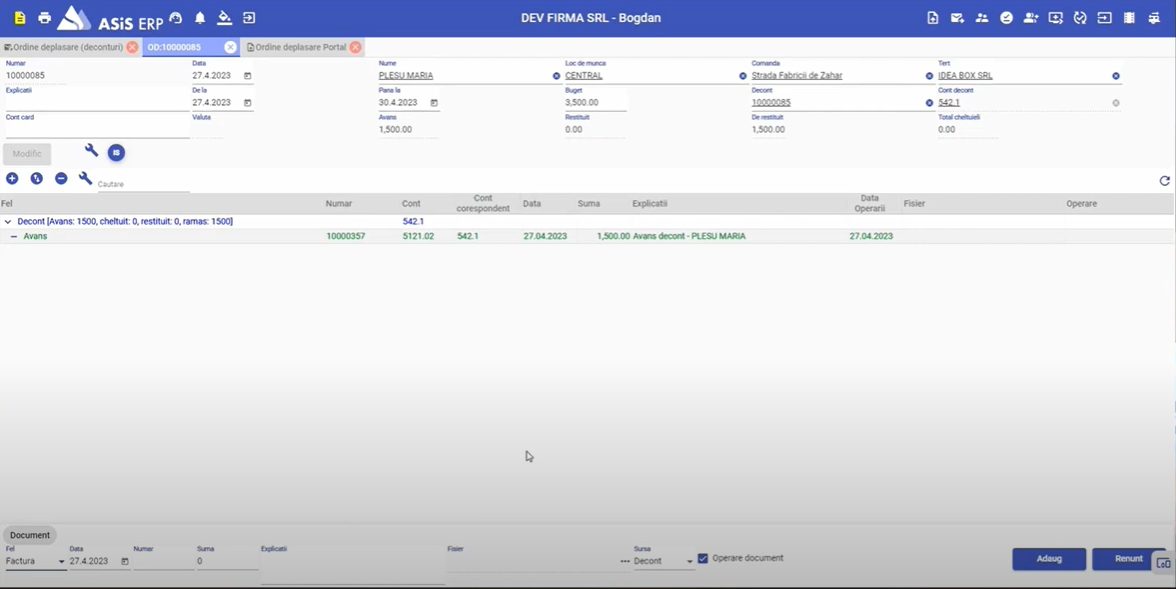 ASiS ERP
DEV FIRMA SRL - Bogdan
Ordine deplasare (deconturi) OD:10000085 Ordine deplasare Portal
Numar Data Nume Loc de munca Comanda Tert
10000085 27.4.2023 PLESU MARIA CENTRAL Strada Fabricii de Zahar IDEA BOX SRL
Explicatii De la Pana la Buget Decont Cont decont
27.4.2023 30.4.2023 3,500.00 10000085 542.1
Cont card Valuta Avans Restituit De restituit Total cheltuieli
1,500.00 0.00 1,500.00 0.00
Modific
Cautare
Fel Numar Cont Cont corespondent Data Suma Explicatii Data Operarii Fisier Operare
Decont [Avans: 1500, cheltuit: 0, restituit: 0, ramas: 1500] 542.1
Avans 10000357 5121.02 542.1 27.04.2023 1,500.00 Avans decont - PLESU MARIA 27.04.2023
Document
Fel Data Numar Suma Explicatii Fisier Sursa
Factura 27.4.2023 0 Decont Operare document Adaug Renunt